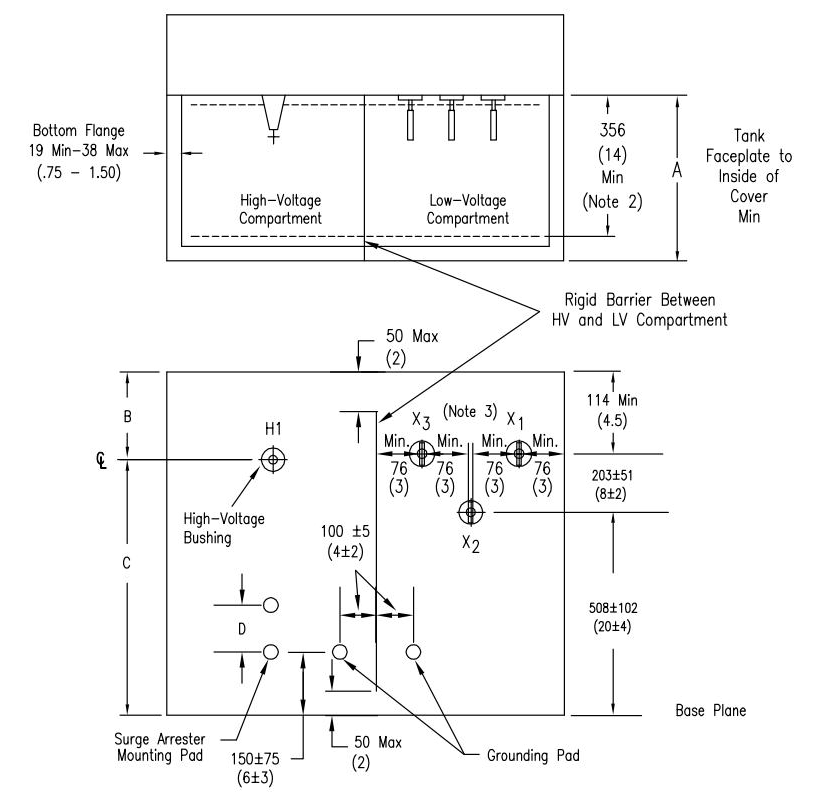 Bottom Flange
19 Min–38 Max
(.75 – 1.50)
High–Voltage
Compartment
Low–Voltage
Compartment
356
(14)
Min
(Note 2)
A
Tank
Faceplate to
Inside of
Cover
Min
Rigid Barrier Between
HV and LV Compartment
50 Max
(2)
B
H1
℄
C
High–Voltage
Bushing
X3
(Note 3)
X1
Min.
Min.
Min.
Min.
76
(3)
76
(3)
76
(3)
76
(3)
X2
114 Min
(4.5)
203±51
(8±2)
100 ±5
(4±2)
508±102
(20±4)
D
Base Plane
Surge Arrester
Mounting Pad
150±75
(6±3)
50 Max
(2)
Grounding Pad